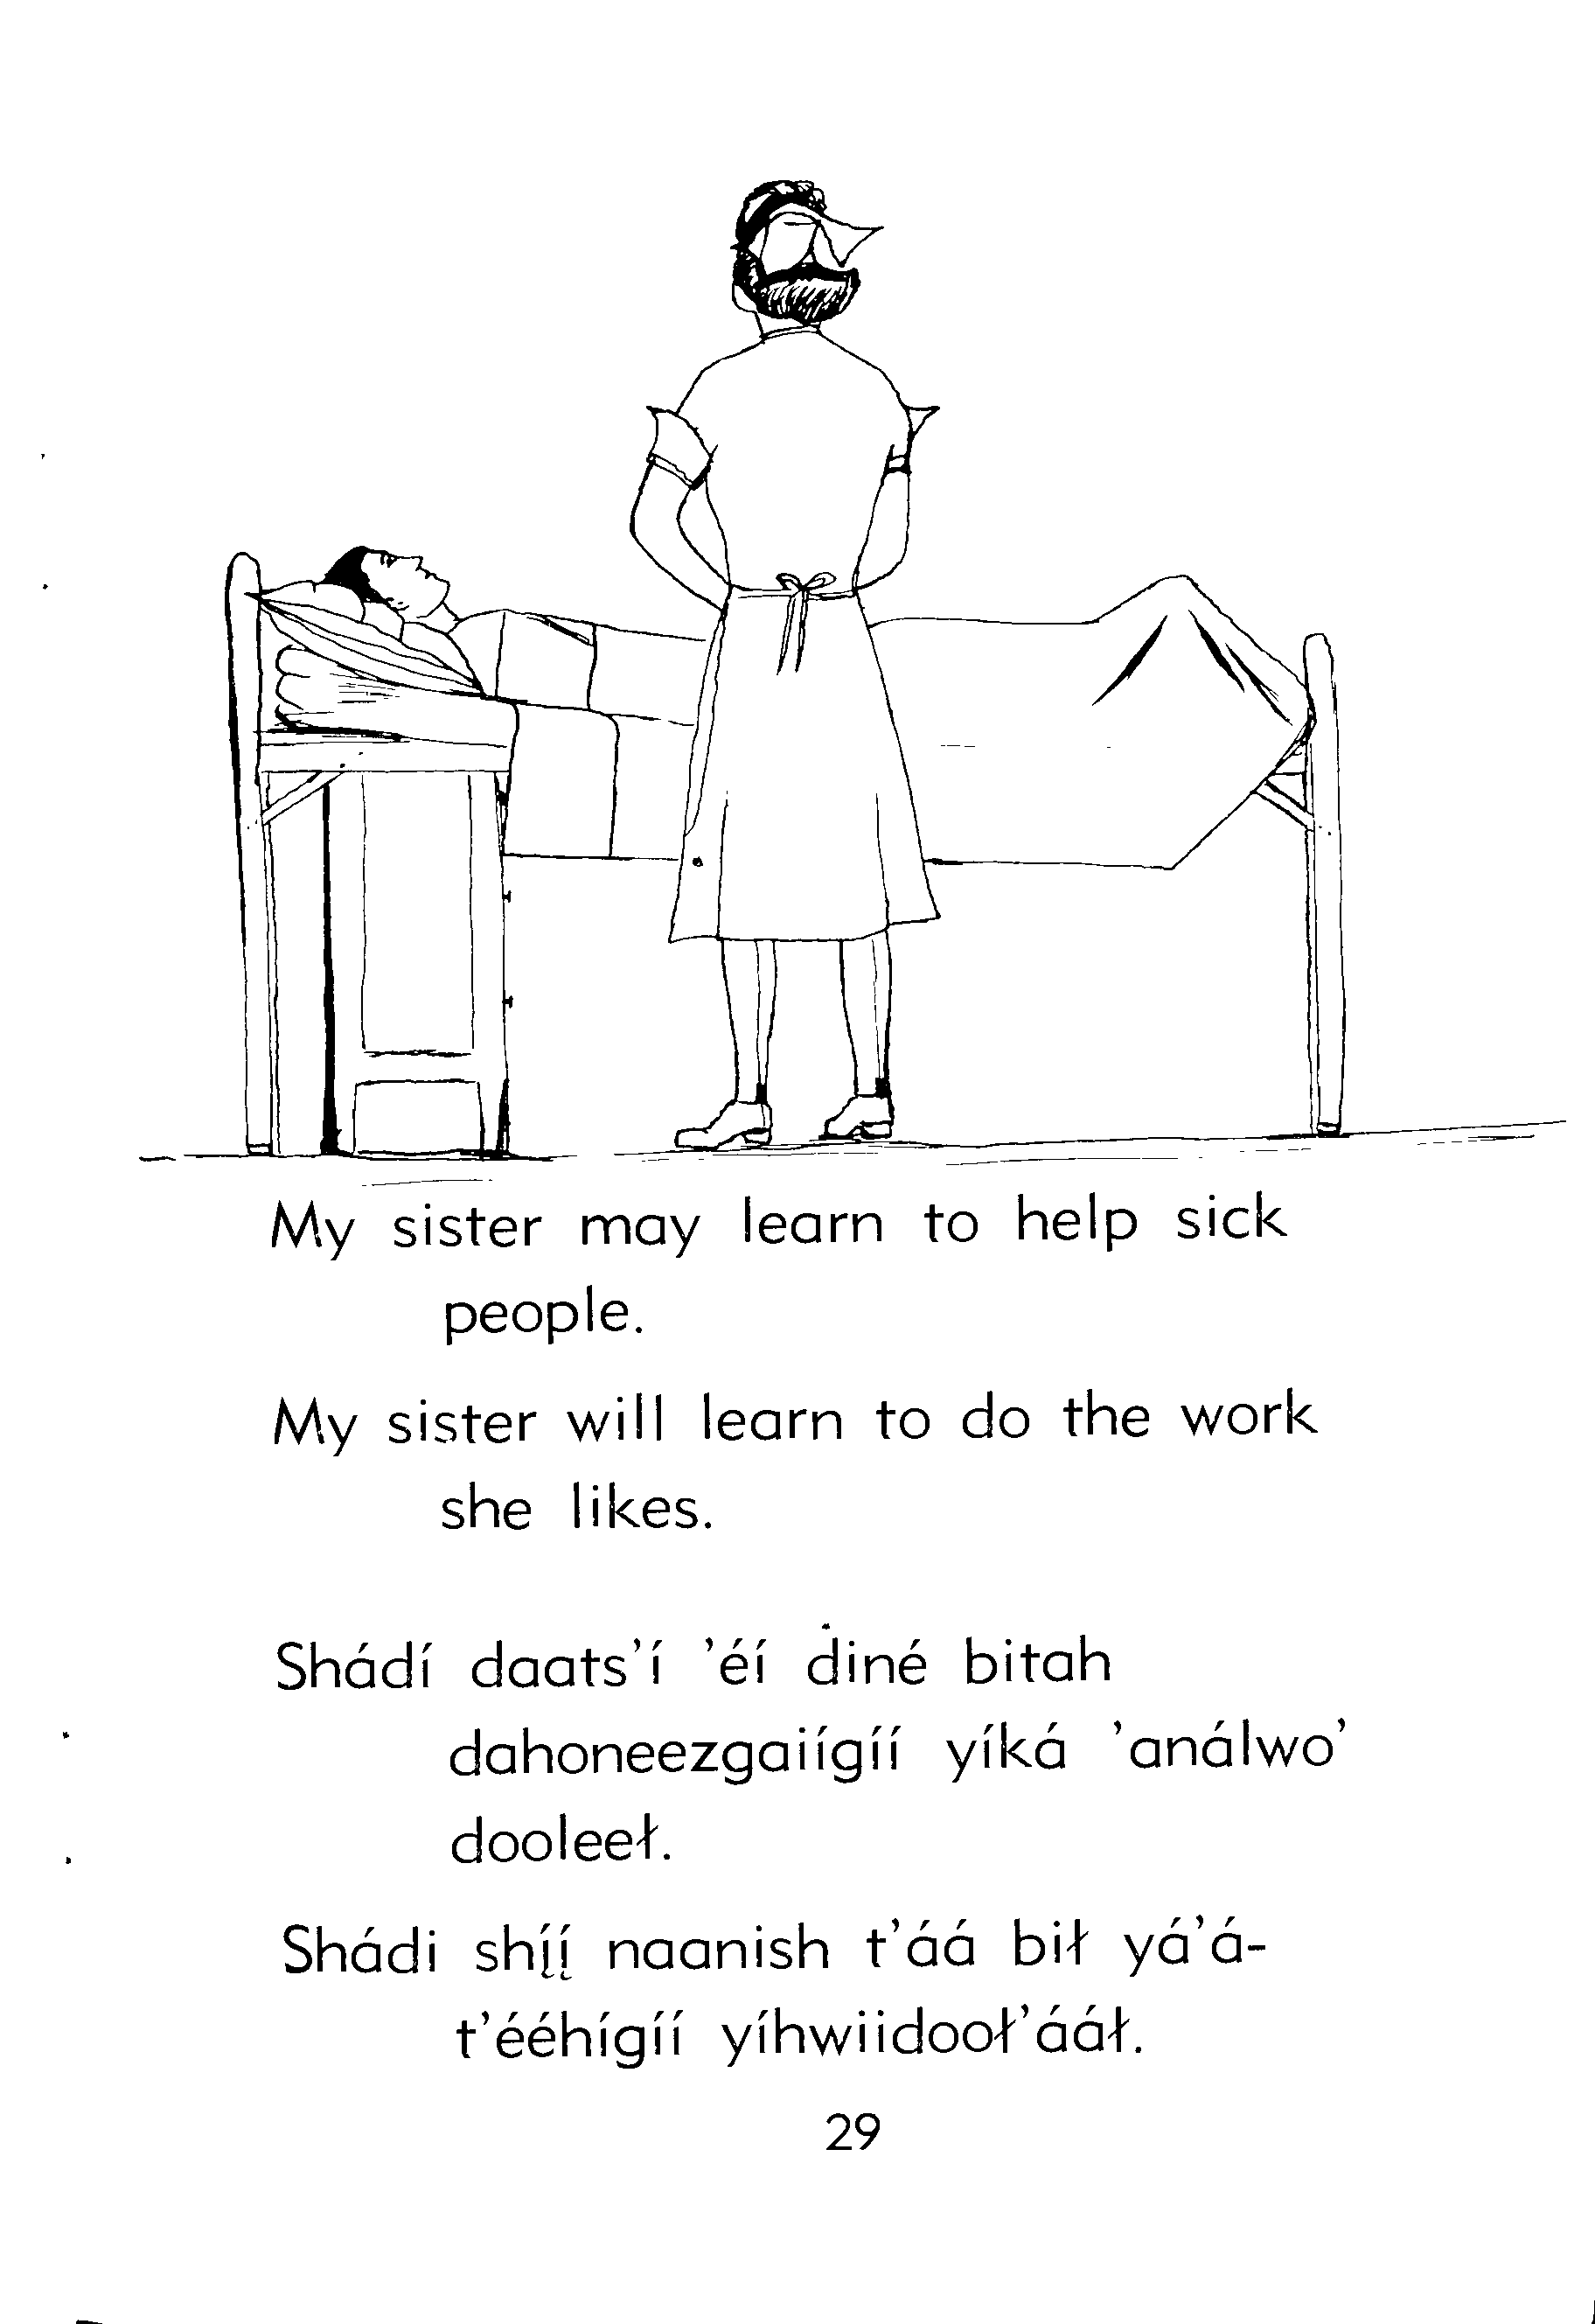 My sister may learn to help sick
people.
My sister will learn to do the work
she likes.
Shádí daats'í 'éí diné bitah
dahoneezgaiígíí yíká 'análwo'
dooleeł.
Shádi shį́į́ naanish t'áá bił yá'á-
t'ééhígíí yíhwiidooł'ááł.
29